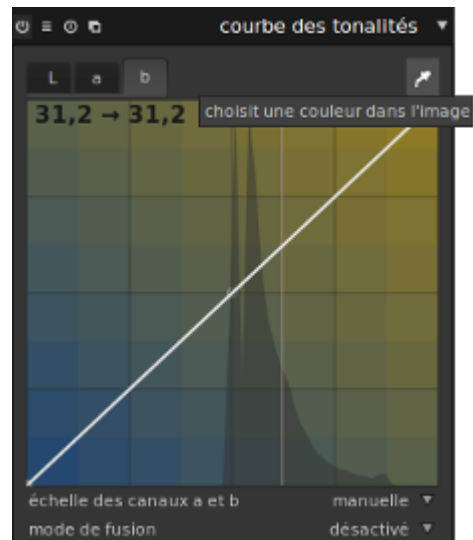 courbe des tonalités
L a b
31,2 → 31,2
choisit une couleur dans l'image
échelle des canaux a et b manuelle
mode de fusion désactivé